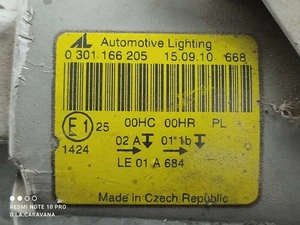 AL Automotive Lighting
0 301 166 205 15.09.10 668
E1 25 00HC 00HR PL
1424 02 A 01 1b
LE 01 A 684
Made in Czech Republic
REDMI NOTE 10 PRO
D.LA.CARAVANA